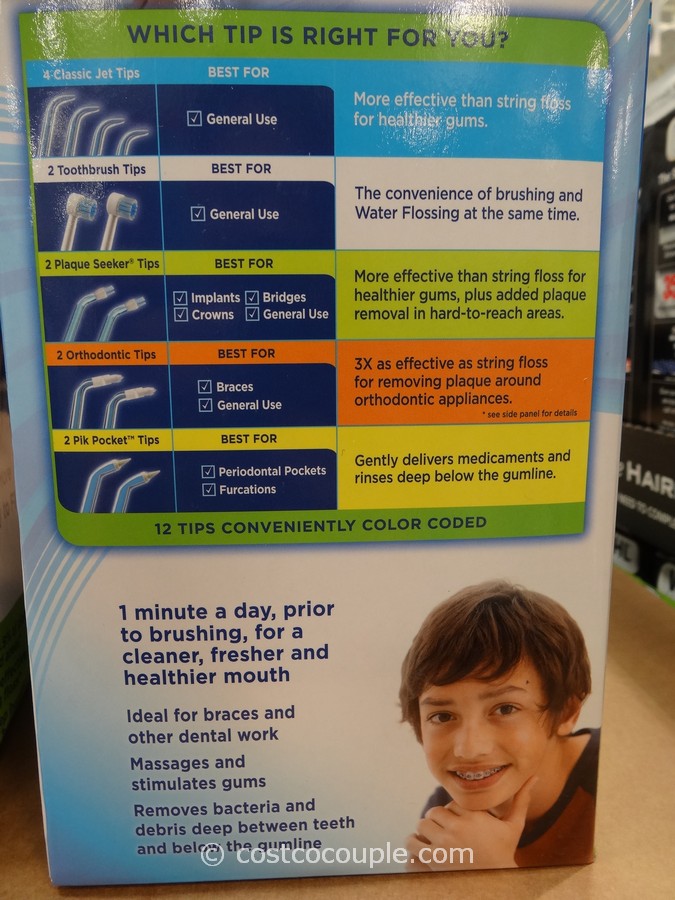 WHICH TIP IS RIGHT FOR YOU?
4 Classic Jet Tips
BEST FOR
General Use
More effective than string floss
for healthier gums.
2 Toothbrush Tips
BEST FOR
General Use
The convenience of brushing and
Water Flossing at the same time.
2 Plaque Seeker® Tips
BEST FOR
Implants Bridges
Crowns General Use
More effective than string floss for
healthier gums, plus added plaque
removal in hard-to-reach areas.
2 Orthodontic Tips
BEST FOR
Braces
General Use
3X as effective as string floss
for removing plaque around
orthodontic appliances.
* see side panel for details
2 Pik Pocket™ Tips
BEST FOR
Periodontal Pockets
Furcations
Gently delivers medicaments and
rinses deep below the gumline.
12 TIPS CONVENIENTLY COLOR CODED
1 minute a day, prior
to brushing, for a
cleaner, fresher and
healthier mouth
Ideal for braces and
other dental work
Massages and
stimulates gums
Removes bacteria and
debris deep between teeth
and below the gumline
© costcocouple.com
HAIR